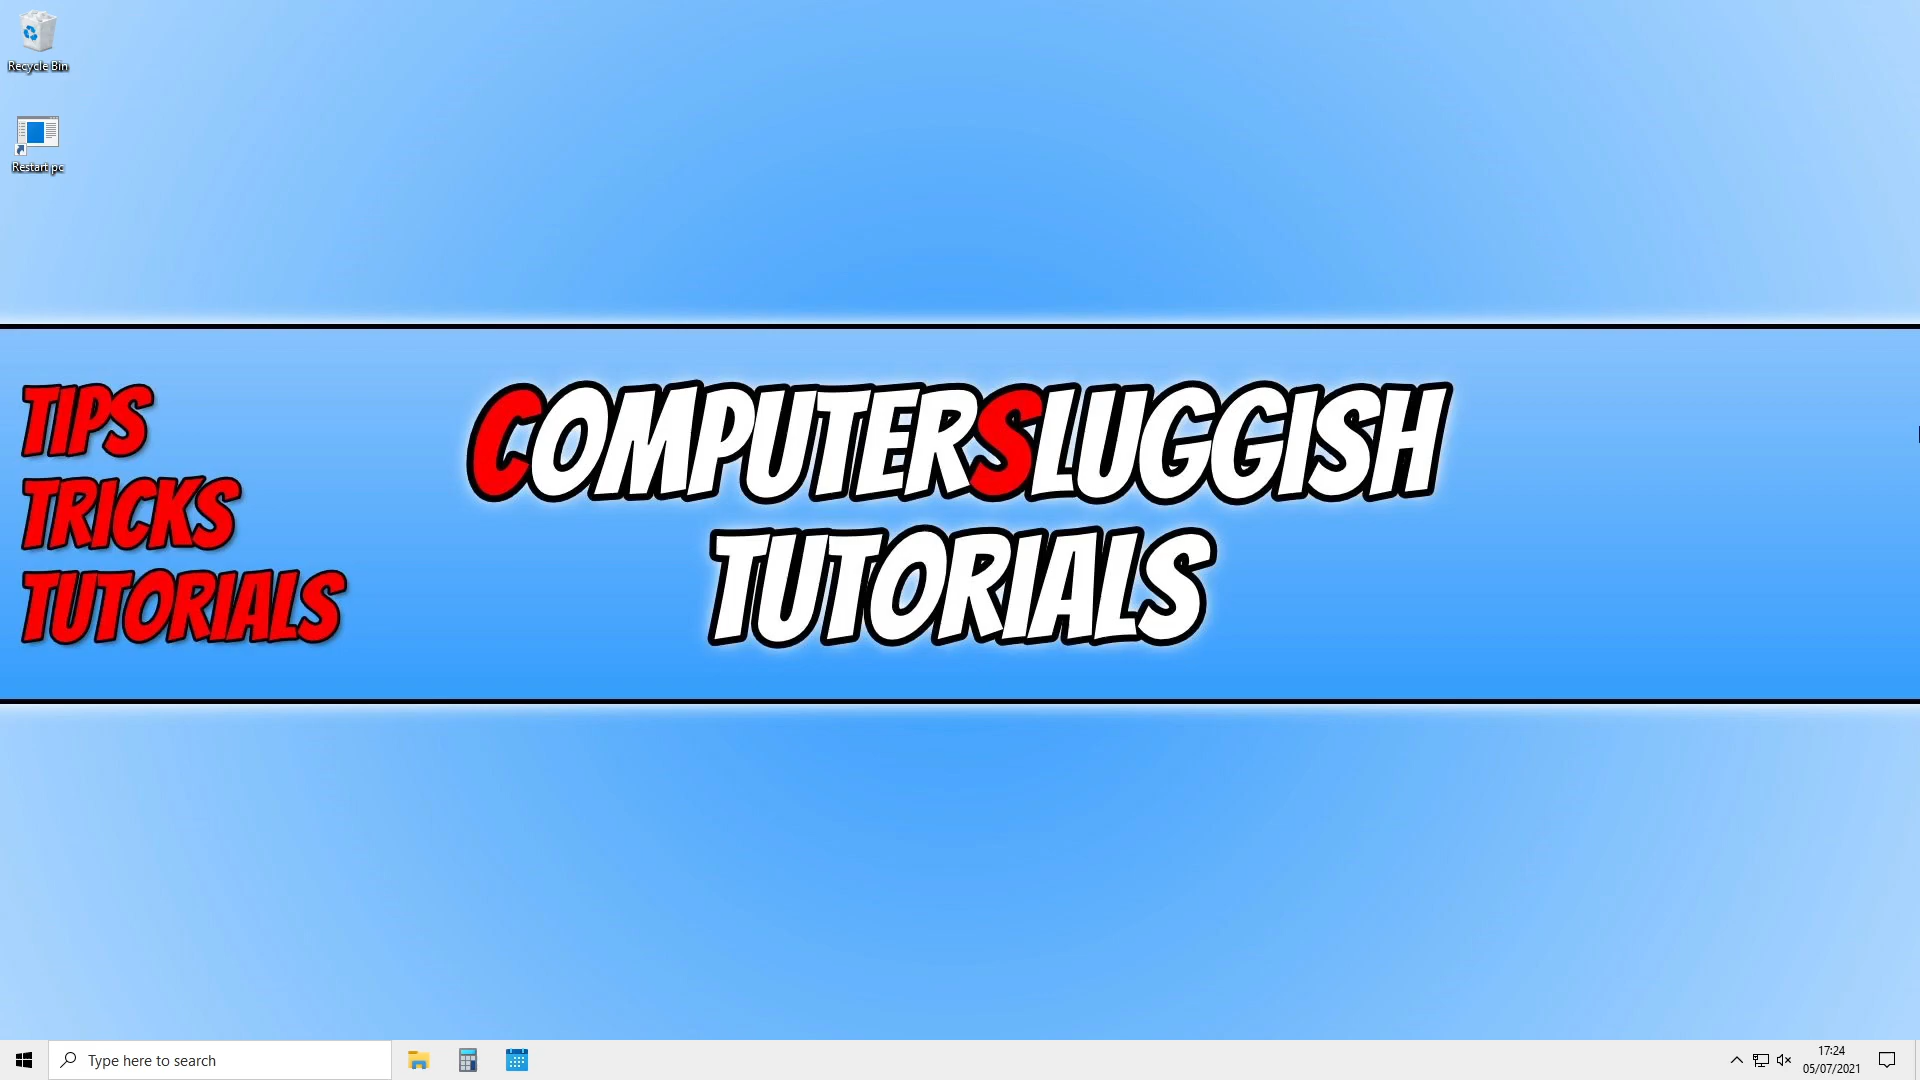 Recycle Bin
Restart pc
TIPS
TRICKS
TUTORIALS
COMPUTERSLUGGISH
TUTORIALS
Type here to search
17:24
05/07/2021